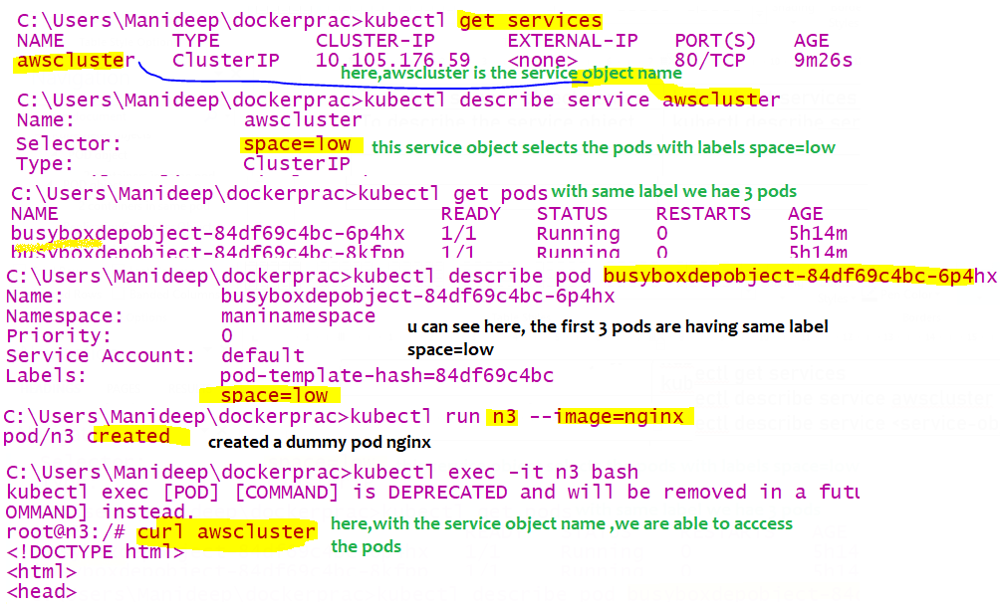 C:\Users\Manideep\dockerprac>kubectl get services
NAME TYPE CLUSTER-IP EXTERNAL-IP PORT(S) AGE
awscluster ClusterIP 10.105.176.59 <none> 80/TCP 9m26s
here,awscluster is the service object name
C:\Users\Manideep\dockerprac>kubectl describe service awscluster
Name: awscluster
Selector: space=low this service object selects the pods with labels space=low
Type: ClusterIP
C:\Users\Manideep\dockerprac>kubectl get pods with same label we hae 3 pods
NAME READY STATUS RESTARTS AGE
busyboxdepobject-84df69c4bc-6p4hx 1/1 Running 0 5h14m
busyboxdepobject-84df69c4bc-8kfpp 1/1 Running 0 5h14m
C:\Users\Manideep\dockerprac>kubectl describe pod busyboxdepobject-84df69c4bc-6p4hx
Name: busyboxdepobject-84df69c4bc-6p4hx
Namespace: maninamespace
Priority: 0
u can see here, the first 3 pods are having same label
space=low
Service Account: default
Labels: pod-template-hash=84df69c4bc
space=low
C:\Users\Manideep\dockerprac>kubectl run n3 --image=nginx
pod/n3 created created a dummy pod nginx
C:\Users\Manideep\dockerprac>kubectl exec -it n3 bash
kubectl exec [POD] [COMMAND] is DEPRECATED and will be removed in a futu
OMMAND] instead.
root@n3:/# curl awscluster here,with the service object name ,we are able to acccess
the pods
<!DOCTYPE html>
<html>
<head>